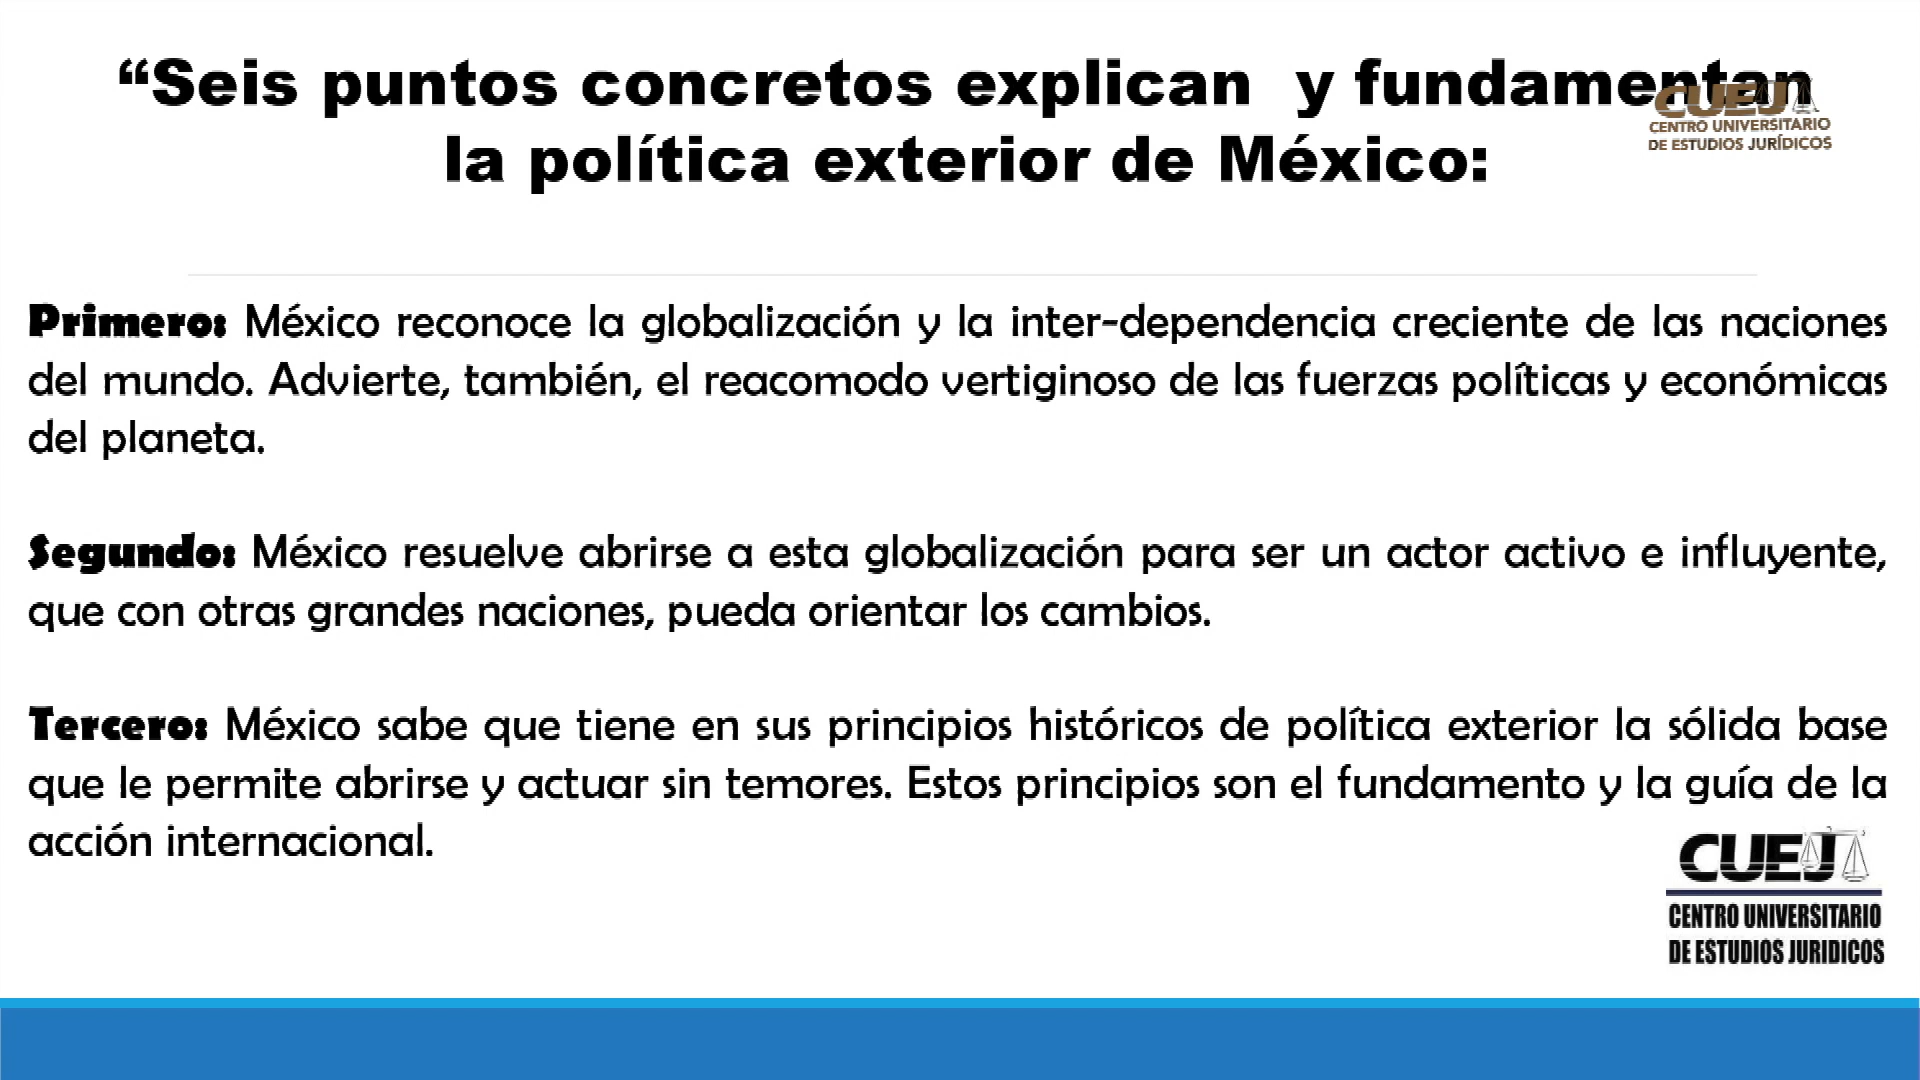 “Seis puntos concretos explican y fundamentan
la política exterior de México:
CUEJ
CENTRO UNIVERSITARIO
DE ESTUDIOS JURÍDICOS
Primero: México reconoce la globalización y la inter-dependencia creciente de las naciones
del mundo. Advierte, también, el reacomodo vertiginoso de las fuerzas políticas y económicas
del planeta.
Segundo: México resuelve abrirse a esta globalización para ser un actor activo e influyente,
que con otras grandes naciones, pueda orientar los cambios.
Tercero: México sabe que tiene en sus principios históricos de política exterior la sólida base
que le permite abrirse y actuar sin temores. Estos principios son el fundamento y la guía de la
acción internacional.
CUEJ
CENTRO UNIVERSITARIO
DE ESTUDIOS JURIDICOS